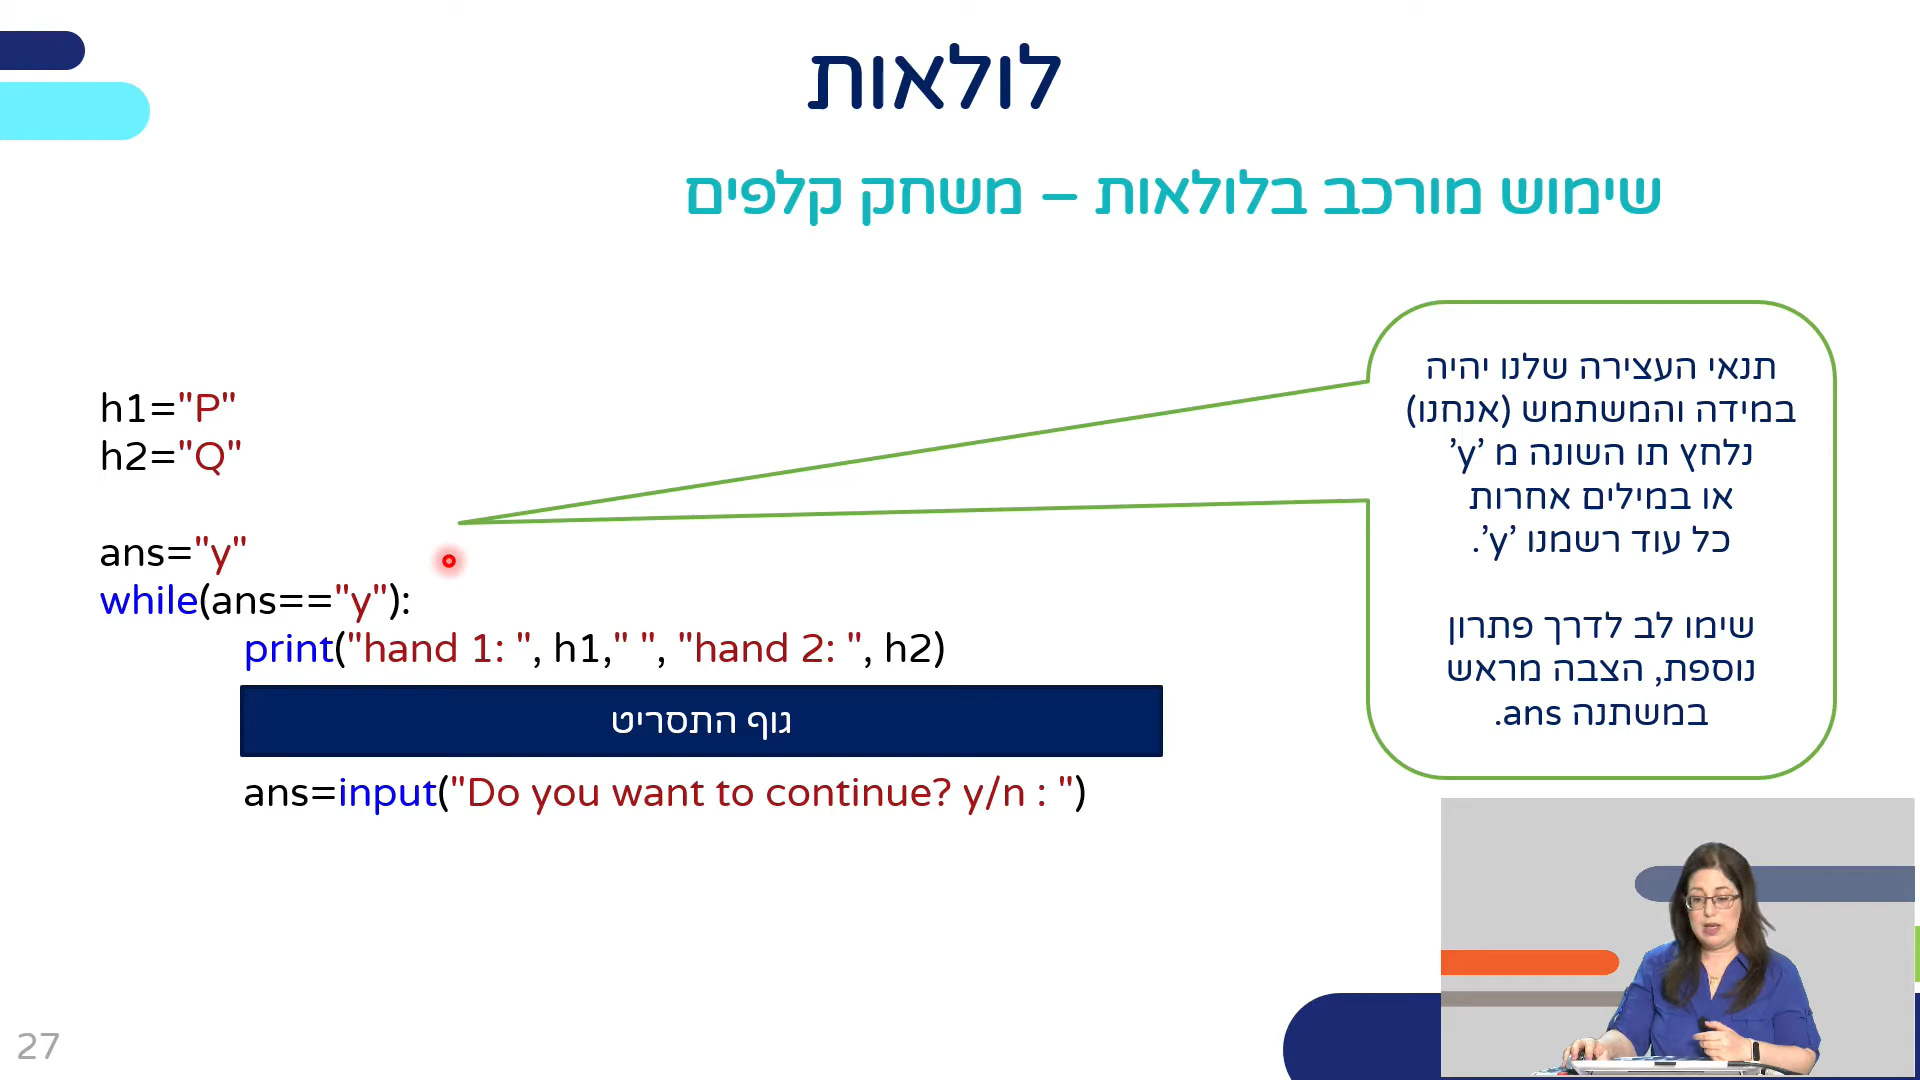 לולאות
שימוש מורכב בלולאות – משחק קלפים
h1="P"
h2="Q"
ans="y"
while(ans=="y"):
print("hand 1: ", h1," ", "hand 2: ", h2)
גוף התסריט
ans=input("Do you want to continue? y/n : ")
תנאי העצירה שלנו יהיה
במידה והמשתמש (אנחנו)
נלחץ תו השונה מ ’y’
או במילים אחרות
כל עוד רשמנו ’y’.
שימו לב לדרך פתרון
נוספת, הצבה מראש
במשתנה ans.
27